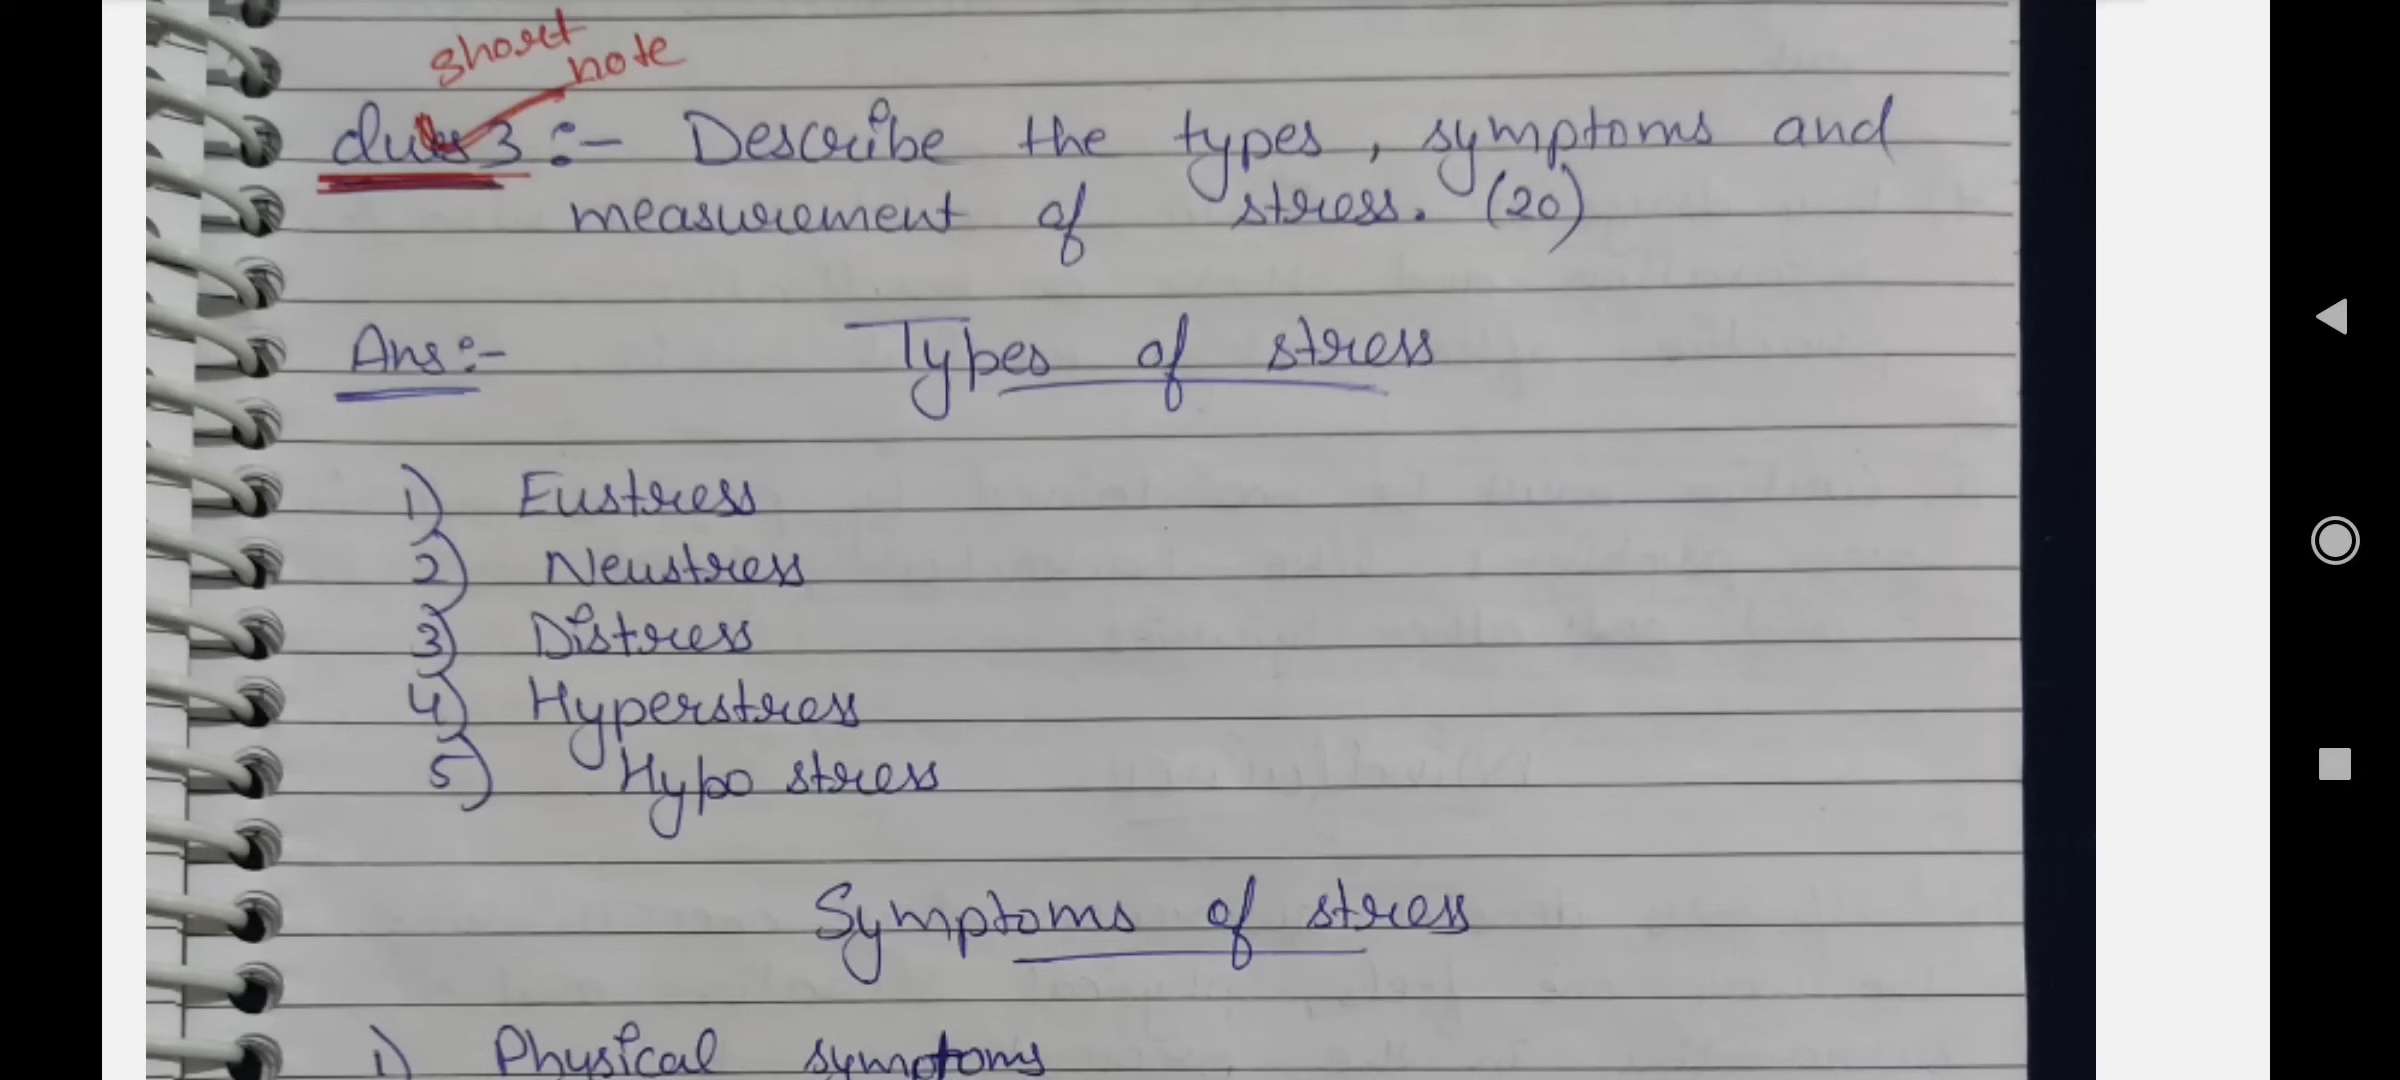 short
note
Ques 3 :- Describe the types, symptoms and
measurement of stress. (20)
Ans :- Types of stress
1) Eustress
2) Neustress
3) Distress
4) Hyperstress
5) Hypo stress
Symptoms of stress
1) Physical symptoms